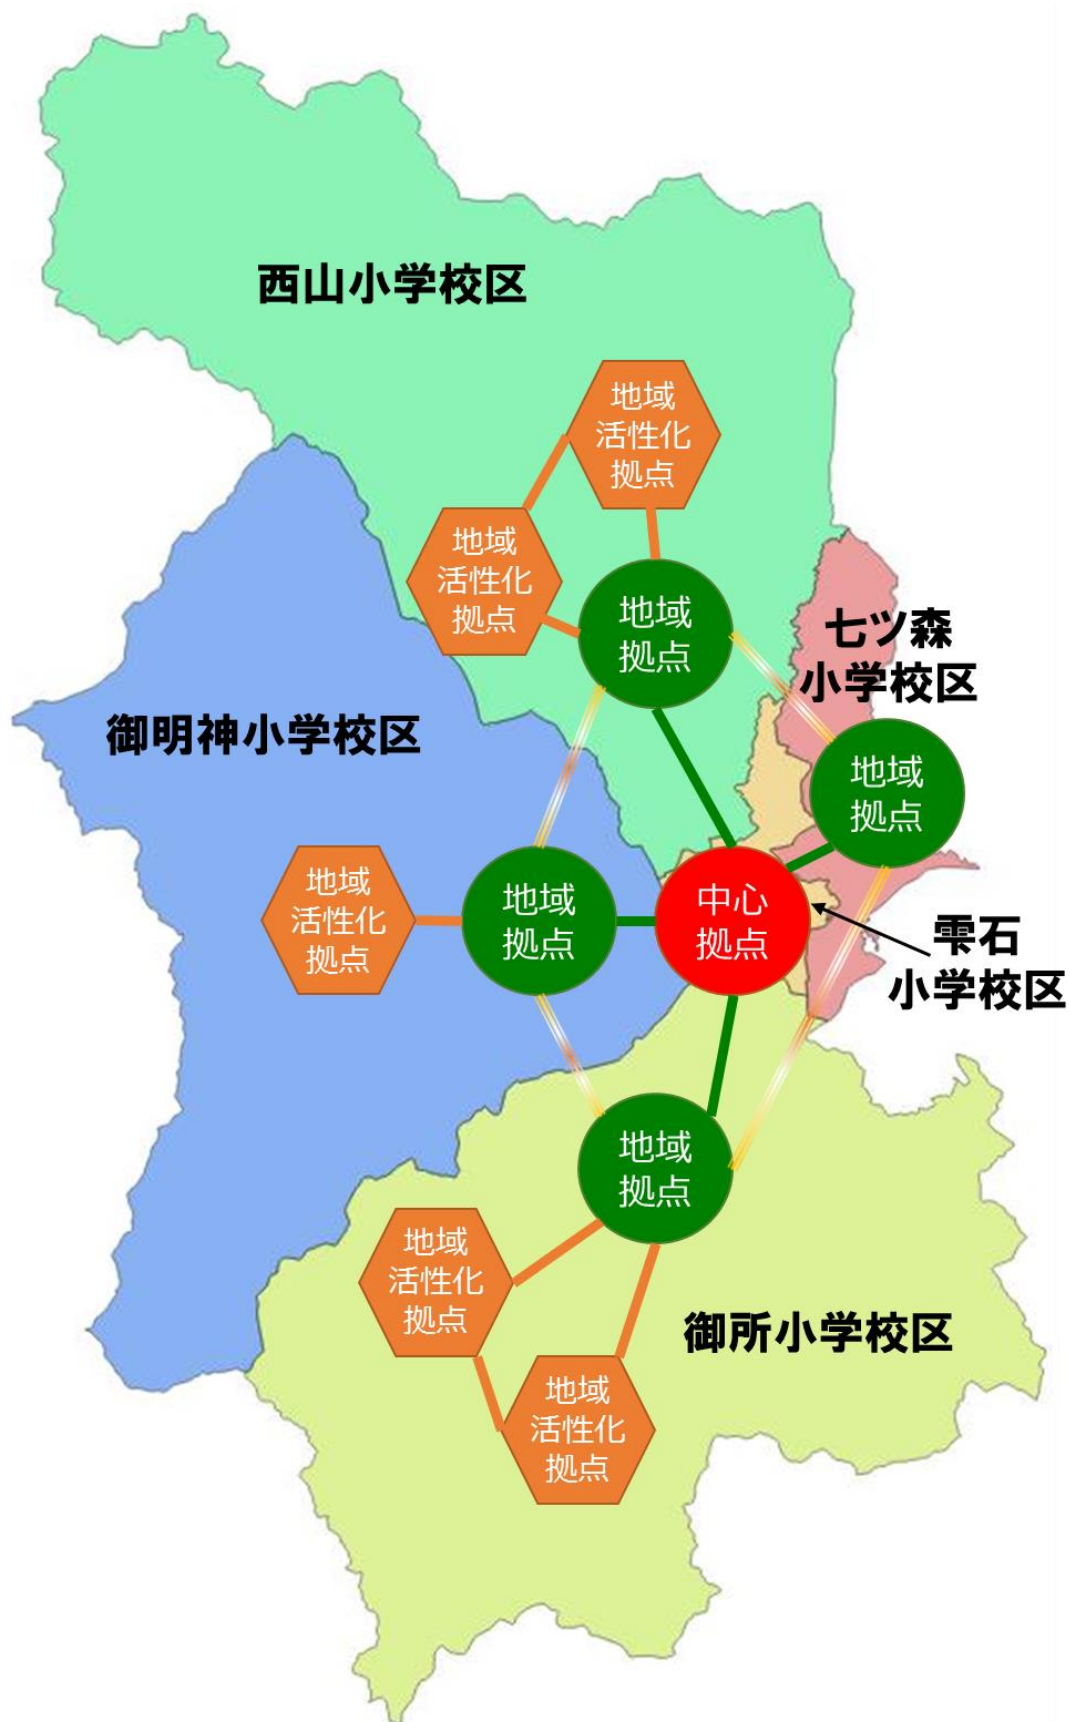 西山小学校区
地域
活性化
拠点
地域
活性化
拠点
地域
拠点
七ツ森
小学校区
御明神小学校区
地域
拠点
地域
活性化
拠点
地域
拠点
中心
拠点
雫石
小学校区
地域
拠点
地域
活性化
拠点
御所小学校区
地域
活性化
拠点